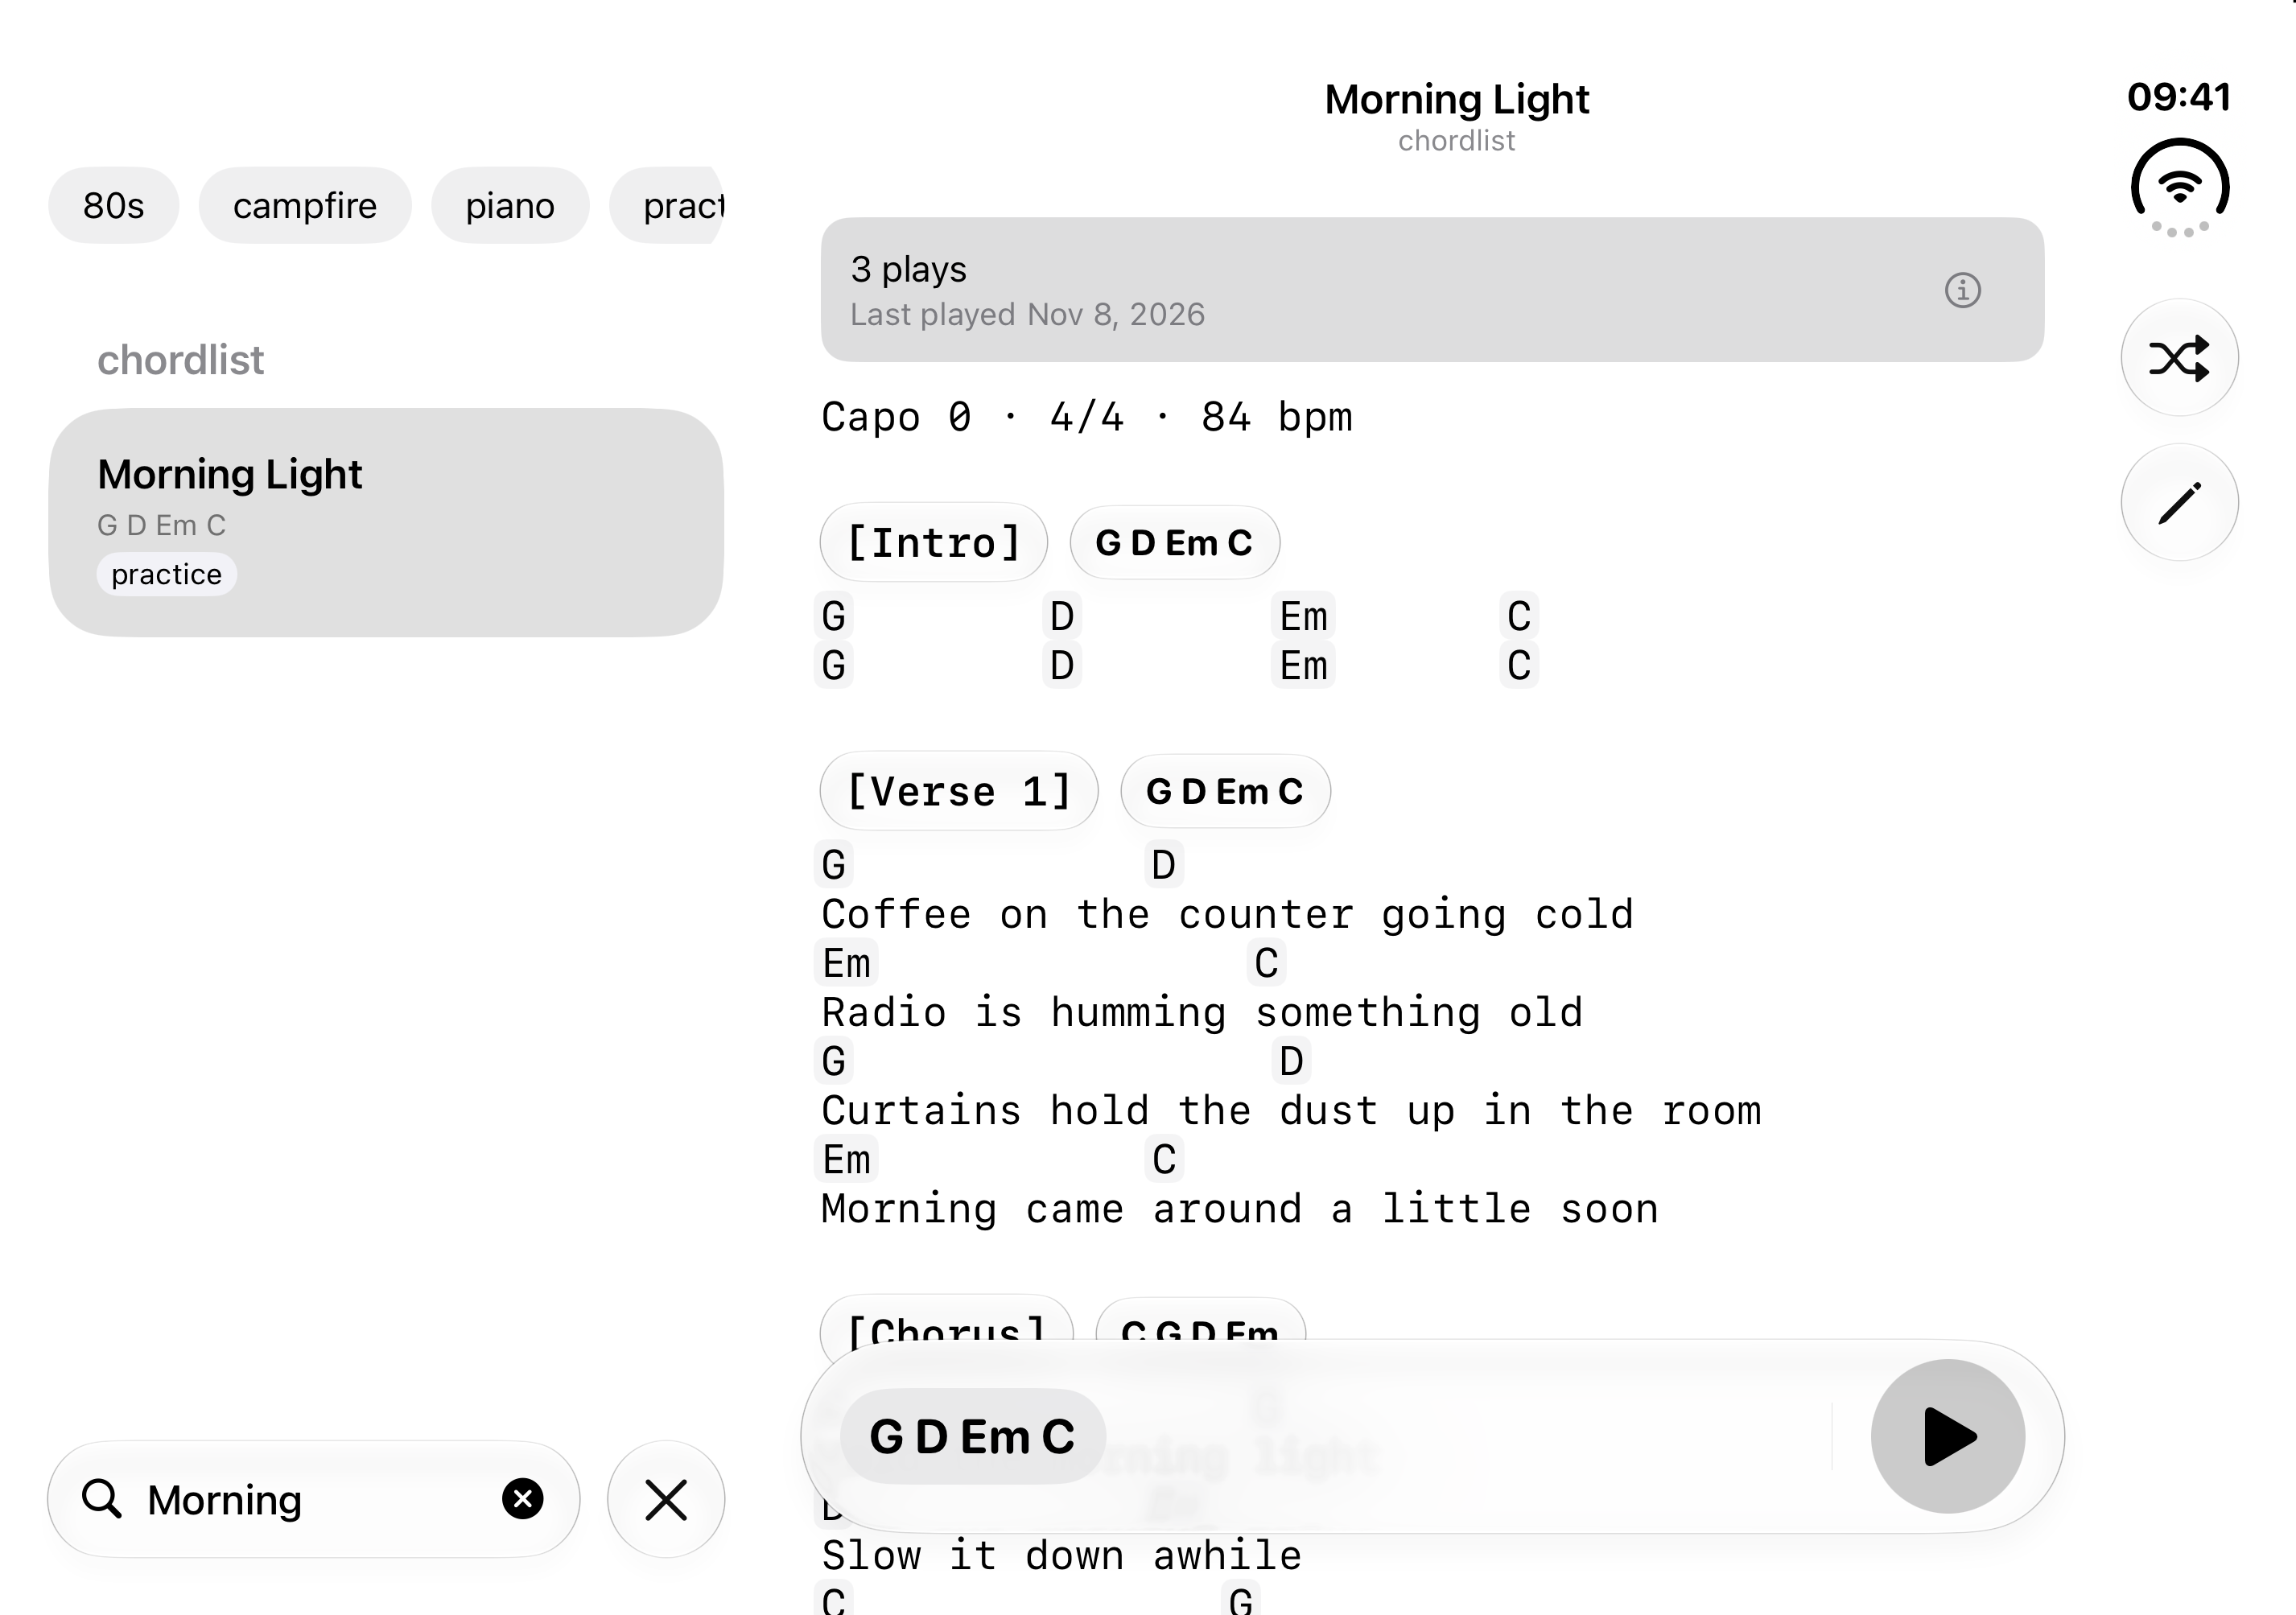 Morning Light
chordlist
09:41
80s campfire piano pract
chordlist
Morning Light
G D Em C
practice
Morning
3 plays
Last played Nov 8, 2026
Capo 0 · 4/4 · 84 bpm
[Intro] G D Em C
G D Em C
G D Em C
[Verse 1] G D Em C
G D
Coffee on the counter going cold
Em C
Radio is humming something old
G D
Curtains hold the dust up in the room
Em C
Morning came around a little soon
[Chorus] C G D Em
G D Em C
Slow it down awhile
C G